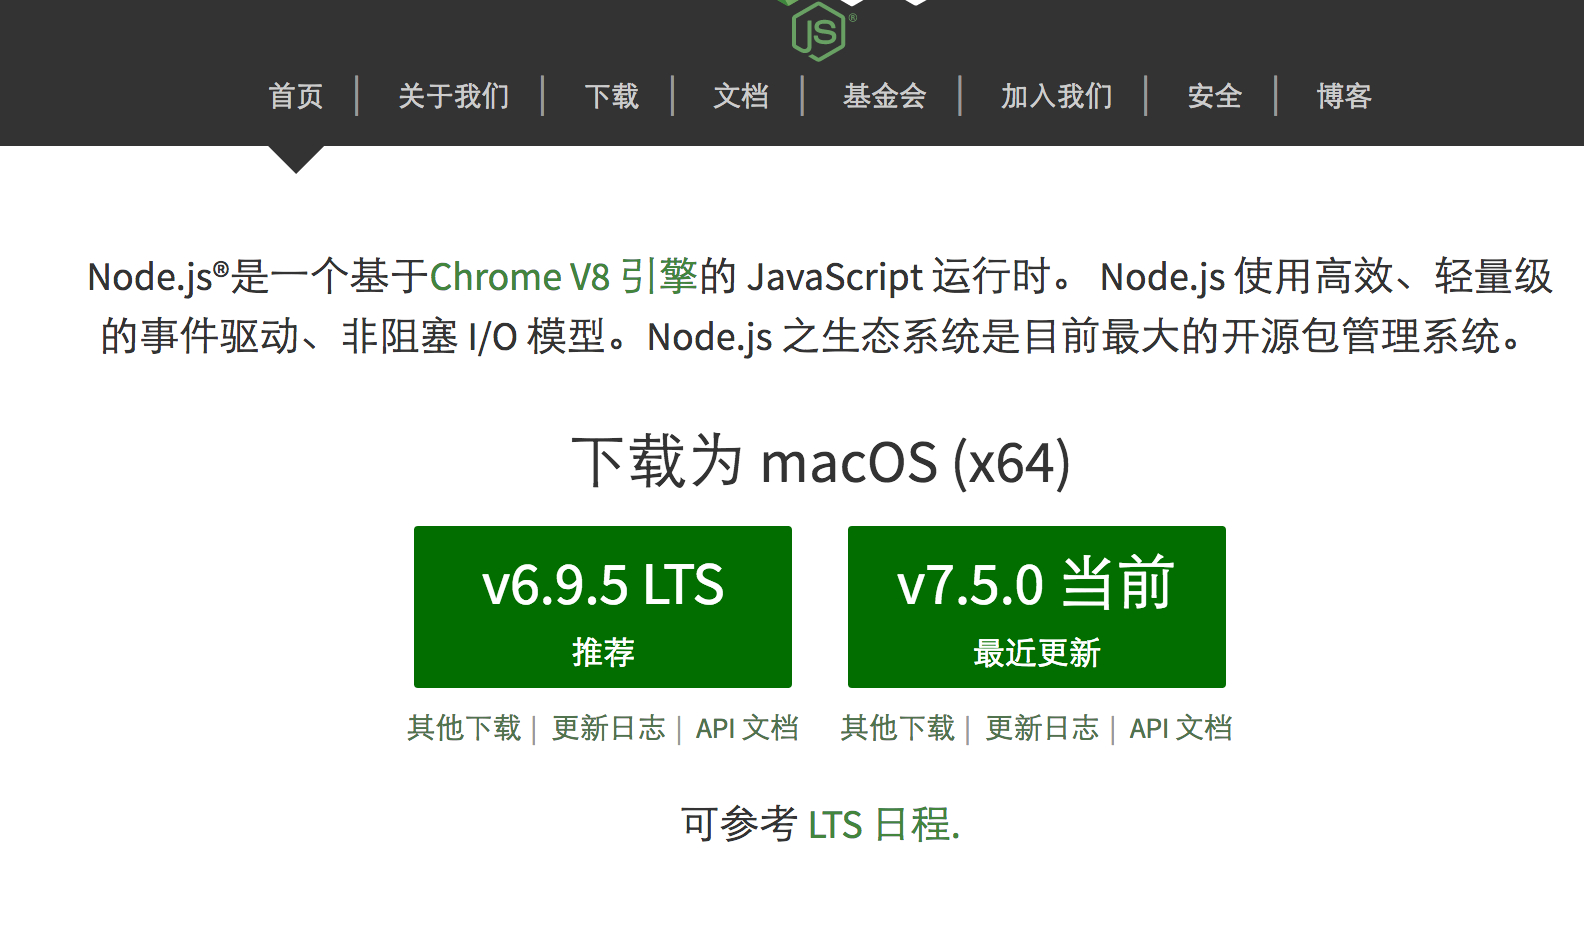 JS®
首页 | 关于我们 | 下载 | 文档 | 基金会 | 加入我们 | 安全 | 博客
Node.js®是一个基于Chrome V8 引擎的 JavaScript 运行时。 Node.js 使用高效、轻量级
的事件驱动、非阻塞 I/O 模型。Node.js 之生态系统是目前最大的开源包管理系统。
下载为 macOS (x64)
v6.9.5 LTS
推荐
v7.5.0 当前
最近更新
其他下载 | 更新日志 | API 文档
其他下载 | 更新日志 | API 文档
可参考 LTS 日程.